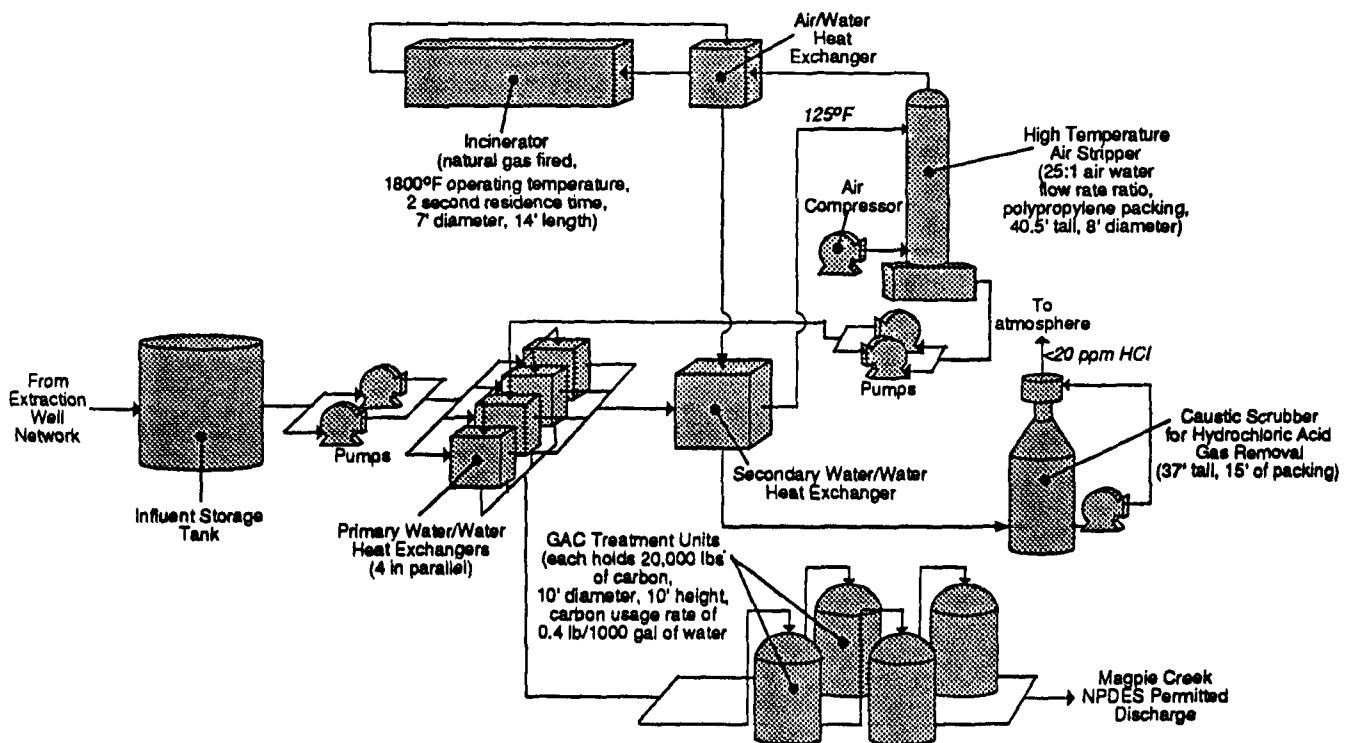 Air/Water
Heat
Exchanger
Incinerator
(natural gas fired,
1800ºF operating temperature,
2 second residence time,
7' diameter, 14' length)
125ºF
High Temperature
Air Stripper
(25:1 air water
flow rate ratio,
polypropylene packing,
40.5' tall, 8' diameter)
Air
Compressor
To
atmosphere
<20 ppm HCl
From
Extraction
Well
Network
Pumps
Pumps
Caustic Scrubber
for Hydrochloric Acid
Gas Removal
(37' tall, 15' of packing)
Secondary Water/Water
Heat Exchanger
Influent Storage
Tank
Primary Water/Water
Heat Exchangers
(4 in parallel)
GAC Treatment Units
(each holds 20,000 lbs
of carbon,
10' diameter, 10' height,
carbon usage rate of
0.4 lb/1000 gal of water
Magpie Creek
NPDES Permitted
Discharge